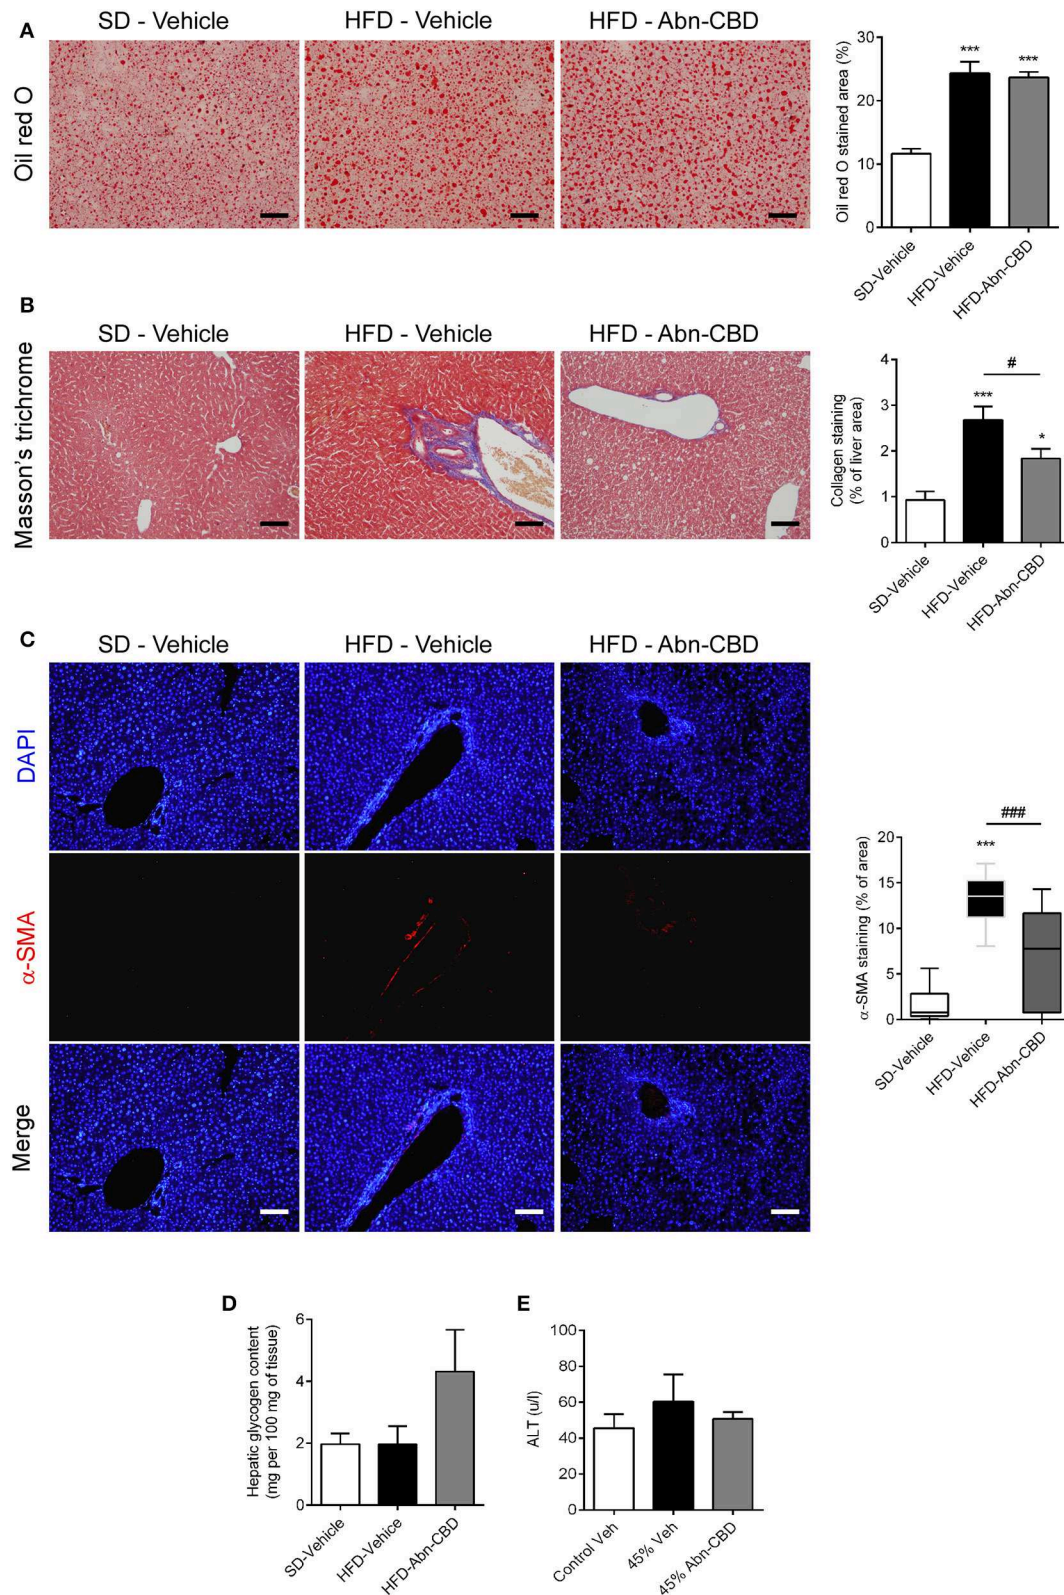 A
SD - Vehicle
HFD - Vehicle
HFD - Abn-CBD
Oil red O
Oil red O stained area (%)
30
20
10
0
***
***
SD-Vehicle
HFD-Vehice
HFD-Abn-CBD
B
SD - Vehicle
HFD - Vehicle
HFD - Abn-CBD
Masson's trichrome
Collagen staining
(% of liver area)
4
3
2
1
0
***
#
*
SD-Vehicle
HFD-Vehice
HFD-Abn-CBD
C
SD - Vehicle
HFD - Vehicle
HFD - Abn-CBD
DAPI
α-SMA
Merge
α-SMA staining (% of area)
20
15
10
5
0
***
###
SD-Vehicle
HFD-Vehice
HFD-Abn-CBD
D
Hepatic glycogen content
(mg per 100 mg of tissue)
6
4
2
0
SD-Vehicle
HFD-Vehice
HFD-Abn-CBD
E
ALT (u/l)
100
80
60
40
20
0
Control Veh
45% Veh
45% Abn-CBD